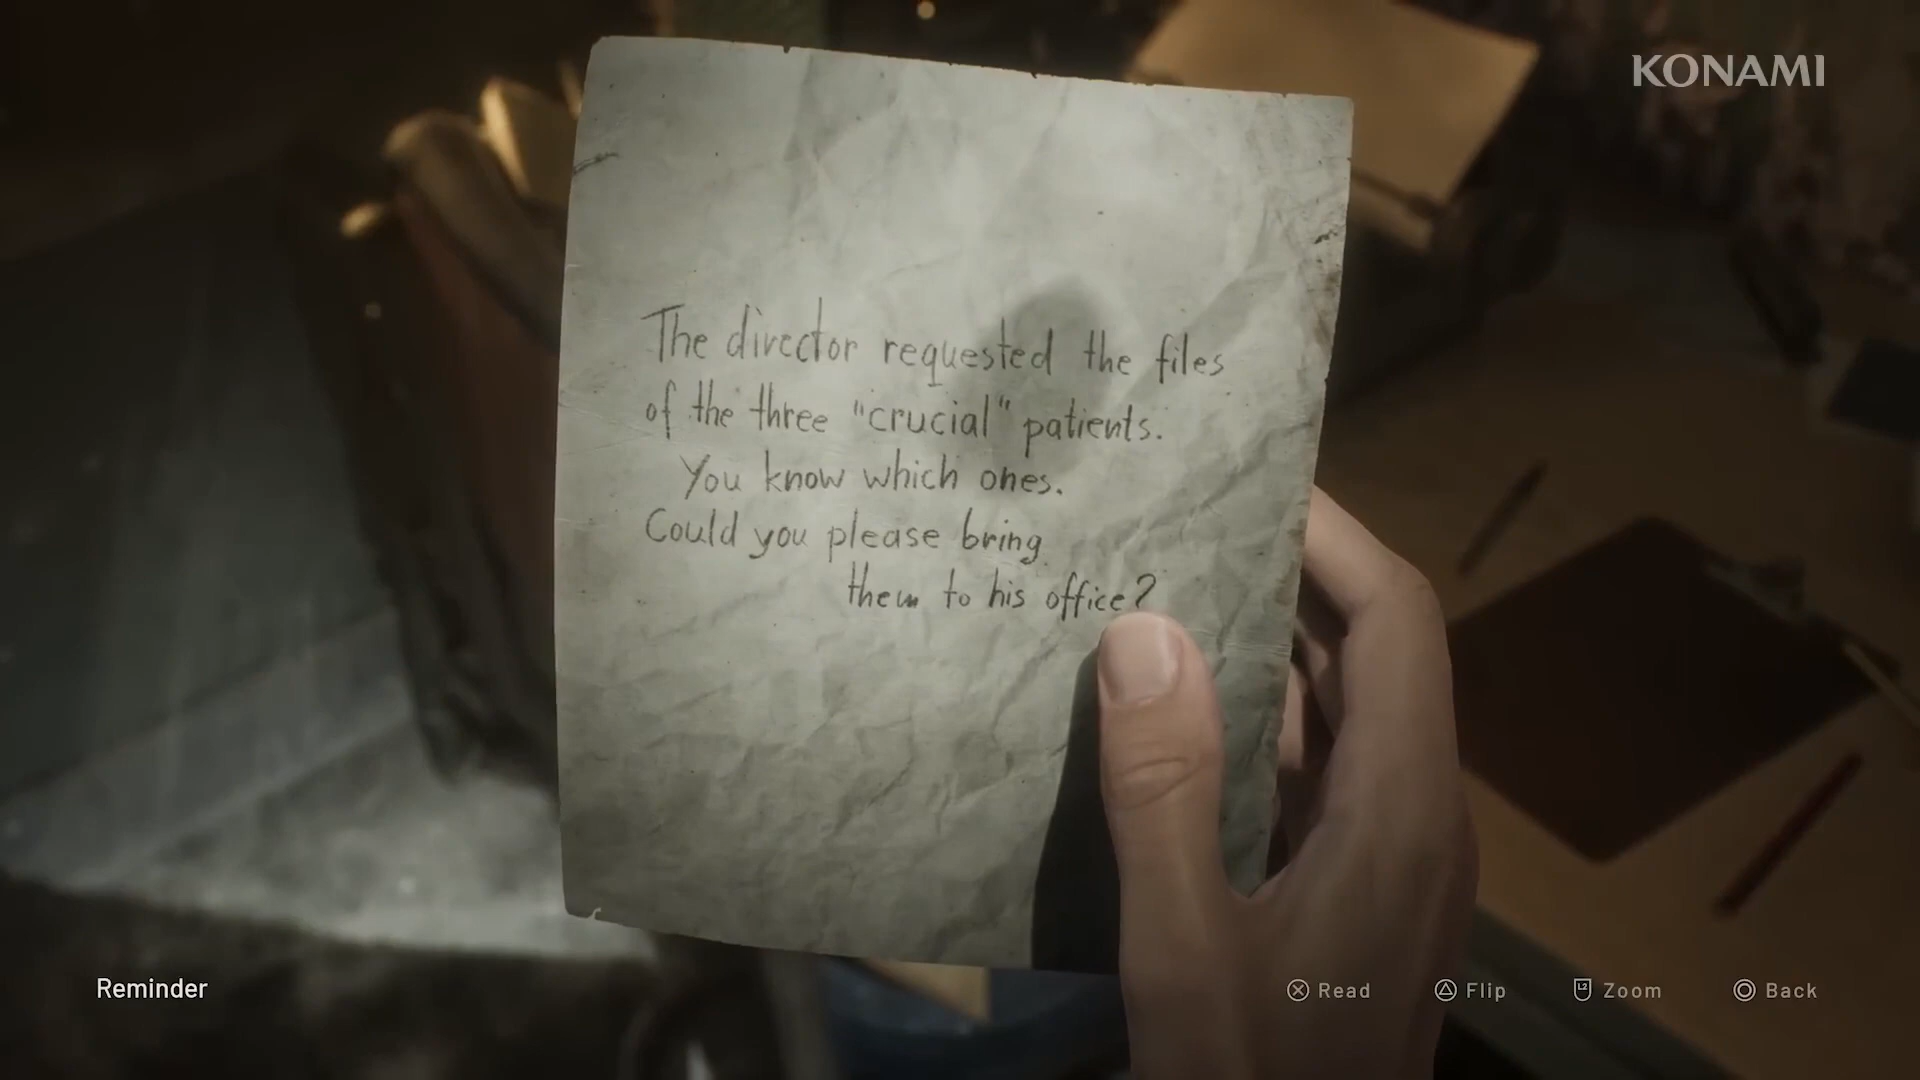 KONAMI
The director requested the files
of the three "crucial" patients.
You know which ones.
Could you please bring
them to his office?
Reminder
Read
Flip
L2 Zoom
Back